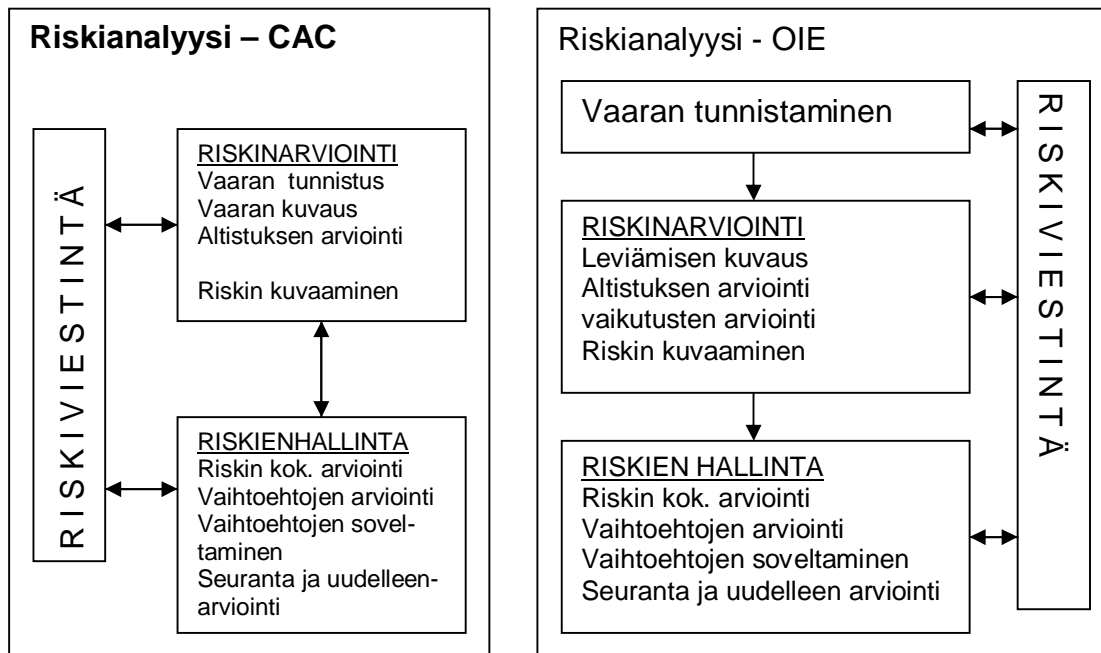 Riskianalyysi – CAC
RISKIVIESTINTÄ
RISKINARVIOINTI
Vaaran  tunnistus
Vaaran kuvaus
Altistuksen arviointi
Riskin kuvaaminen
RISKIENHALLINTA
Riskin kok. arviointi
Vaihtoehtojen arviointi
Vaihtoehtojen sovel-
taminen
Seuranta ja uudelleen-
arviointi
Riskianalyysi - OIE
Vaaran tunnistaminen
RISKINARVIOINTI
Leviämisen kuvaus
Altistuksen arviointi
vaikutusten arviointi
Riskin kuvaaminen
RISKIEN HALLINTA
Riskin kok. arviointi
Vaihtoehtojen arviointi
Vaihtoehtojen soveltaminen
Seuranta ja uudelleen arviointi
RISKIVIESTINTÄ